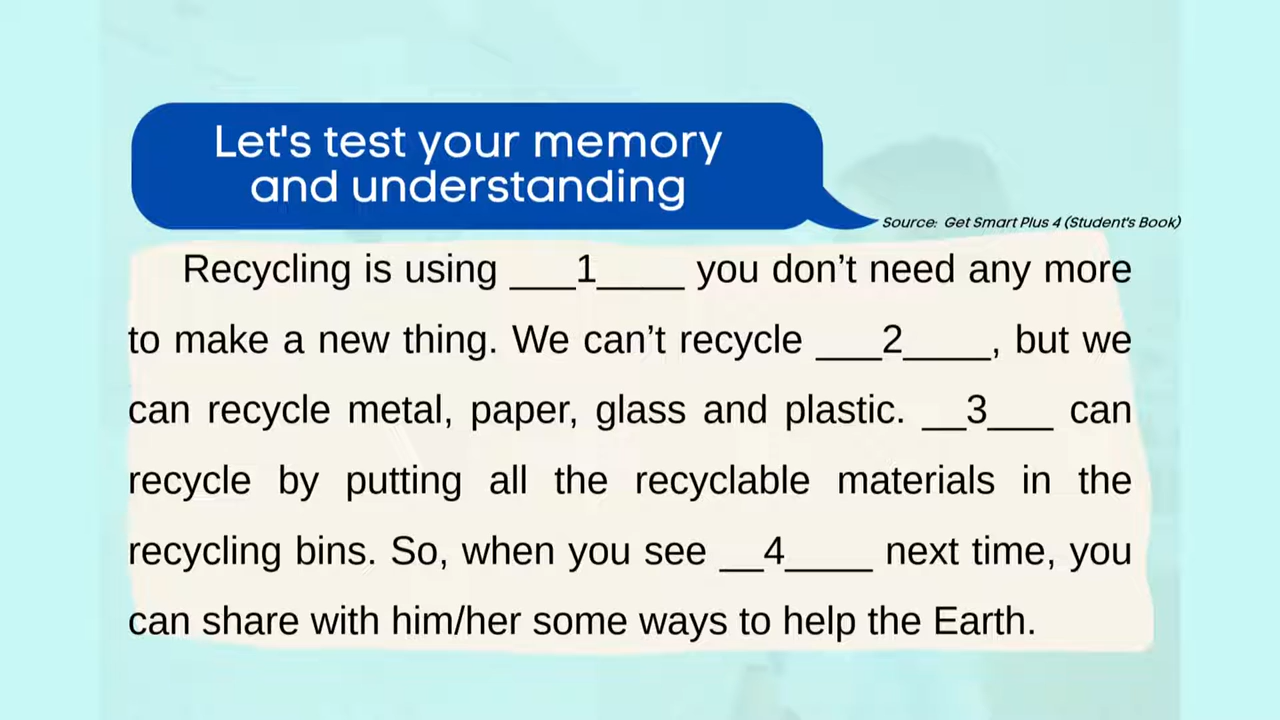 Let's test your memory
and understanding
Source: Get Smart Plus 4 (Student's Book)
Recycling is using ___1____ you don’t need any more
to make a new thing. We can’t recycle ___2____, but we
can recycle metal, paper, glass and plastic. __3___ can
recycle by putting all the recyclable materials in the
recycling bins. So, when you see __4____ next time, you
can share with him/her some ways to help the Earth.